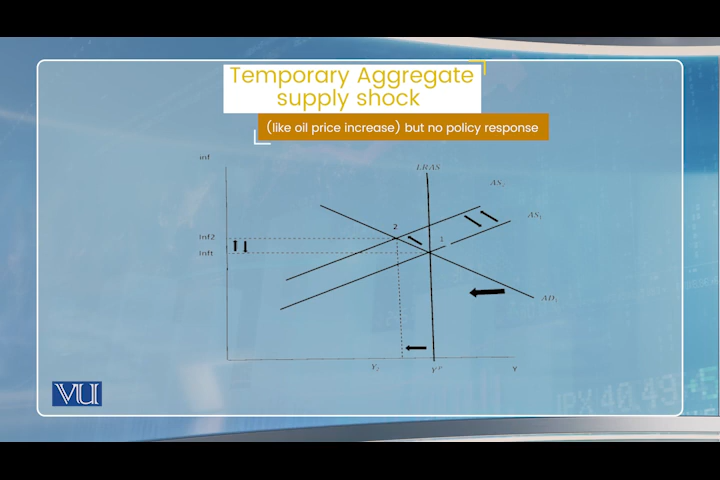 Temporary Aggregate
supply shock
(like oil price increase) but no policy response
inf
LRAS
AS₂
AS₁
2
Inf2
1
Inft
AD₁
Y₂
Yᴾ
Y
VU